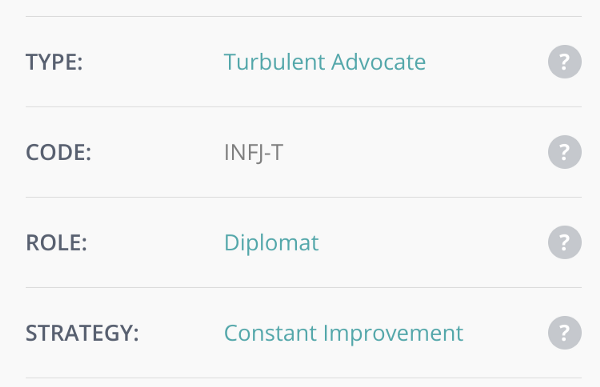 TYPE: Turbulent Advocate ?
CODE: INFJ-T ?
ROLE: Diplomat ?
STRATEGY: Constant Improvement ?